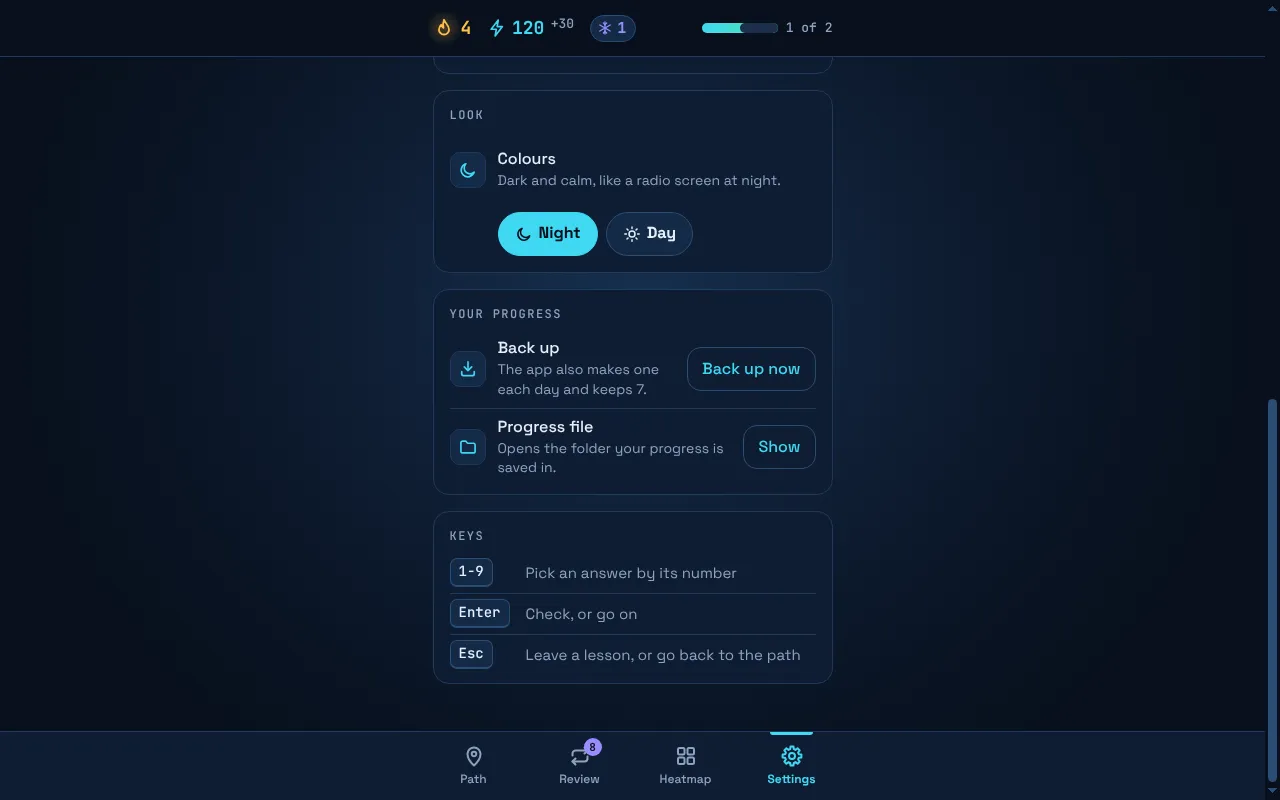 4 120 +30 1 1 of 2
LOOK
Colours
Dark and calm, like a radio screen at night.
Night Day
YOUR PROGRESS
Back up
The app also makes one
each day and keeps 7.
Back up now
Progress file
Opens the folder your progress is
saved in.
Show
KEYS
1-9 Pick an answer by its number
Enter Check, or go on
Esc Leave a lesson, or go back to the path
8
Path Review Heatmap Settings